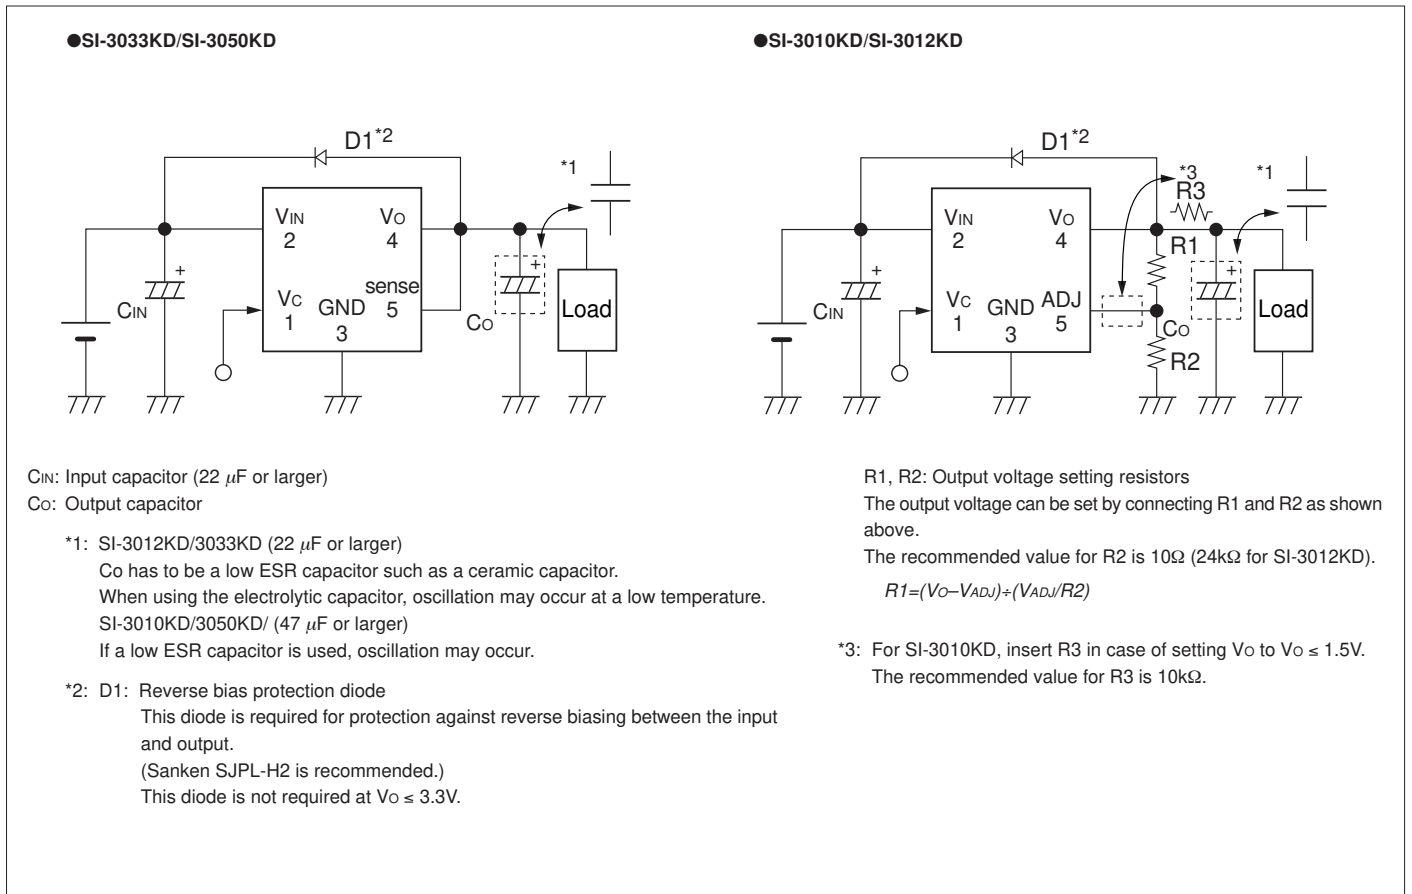 ●SI-3033KD/SI-3050KD
D1*2
*1
VIN
2
VO
4
sense
5
VC
1
GND
3
CIN
+
CO
+
Load
●SI-3010KD/SI-3012KD
D1*2
*3
R3
*1
VIN
2
VO
4
R1
VC
1
GND
3
ADJ
5
CIN
+
CO
+
R2
Load
CIN: Input capacitor (22 μF or larger)
CO: Output capacitor
*1: SI-3012KD/3033KD (22 μF or larger)
Co has to be a low ESR capacitor such as a ceramic capacitor.
When using the electrolytic capacitor, oscillation may occur at a low temperature.
SI-3010KD/3050KD/ (47 μF or larger)
If a low ESR capacitor is used, oscillation may occur.
*2: D1: Reverse bias protection diode
This diode is required for protection against reverse biasing between the input
and output.
(Sanken SJPL-H2 is recommended.)
This diode is not required at VO ≤ 3.3V.
R1, R2: Output voltage setting resistors
The output voltage can be set by connecting R1 and R2 as shown
above.
The recommended value for R2 is 10Ω (24kΩ for SI-3012KD).
R1=(VO–VADJ)÷(VADJ/R2)
*3: For SI-3010KD, insert R3 in case of setting VO to VO ≤ 1.5V.
The recommended value for R3 is 10kΩ.